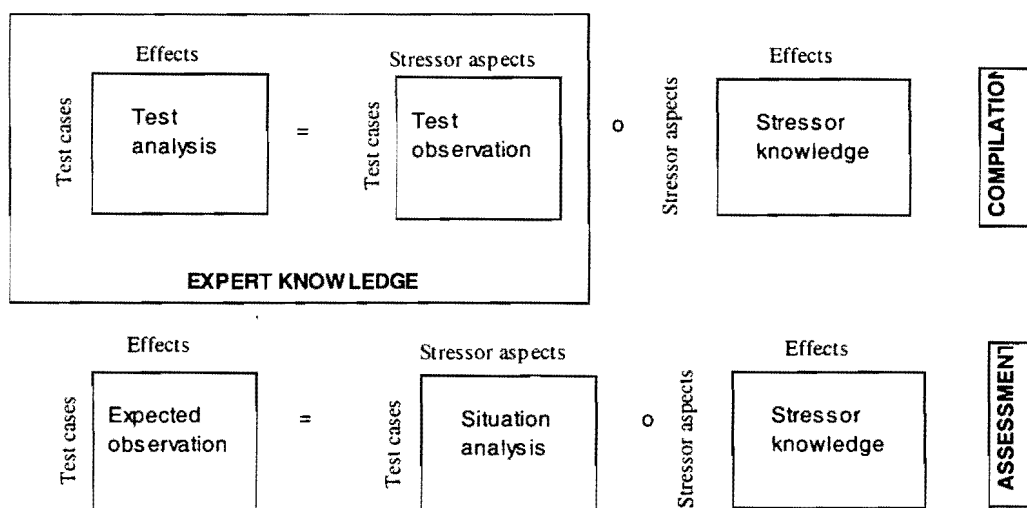 Effects
Stressor aspects
Effects
Test cases
Test
analysis
=
Test cases
Test
observation
o
Stressor aspects
Stressor
knowledge
COMPILATION
EXPERT KNOWLEDGE
Effects
Stressor aspects
Effects
Test cases
Expected
observation
=
Test cases
Situation
analysis
o
Stressor aspects
Stressor
knowledge
ASSESSMENT